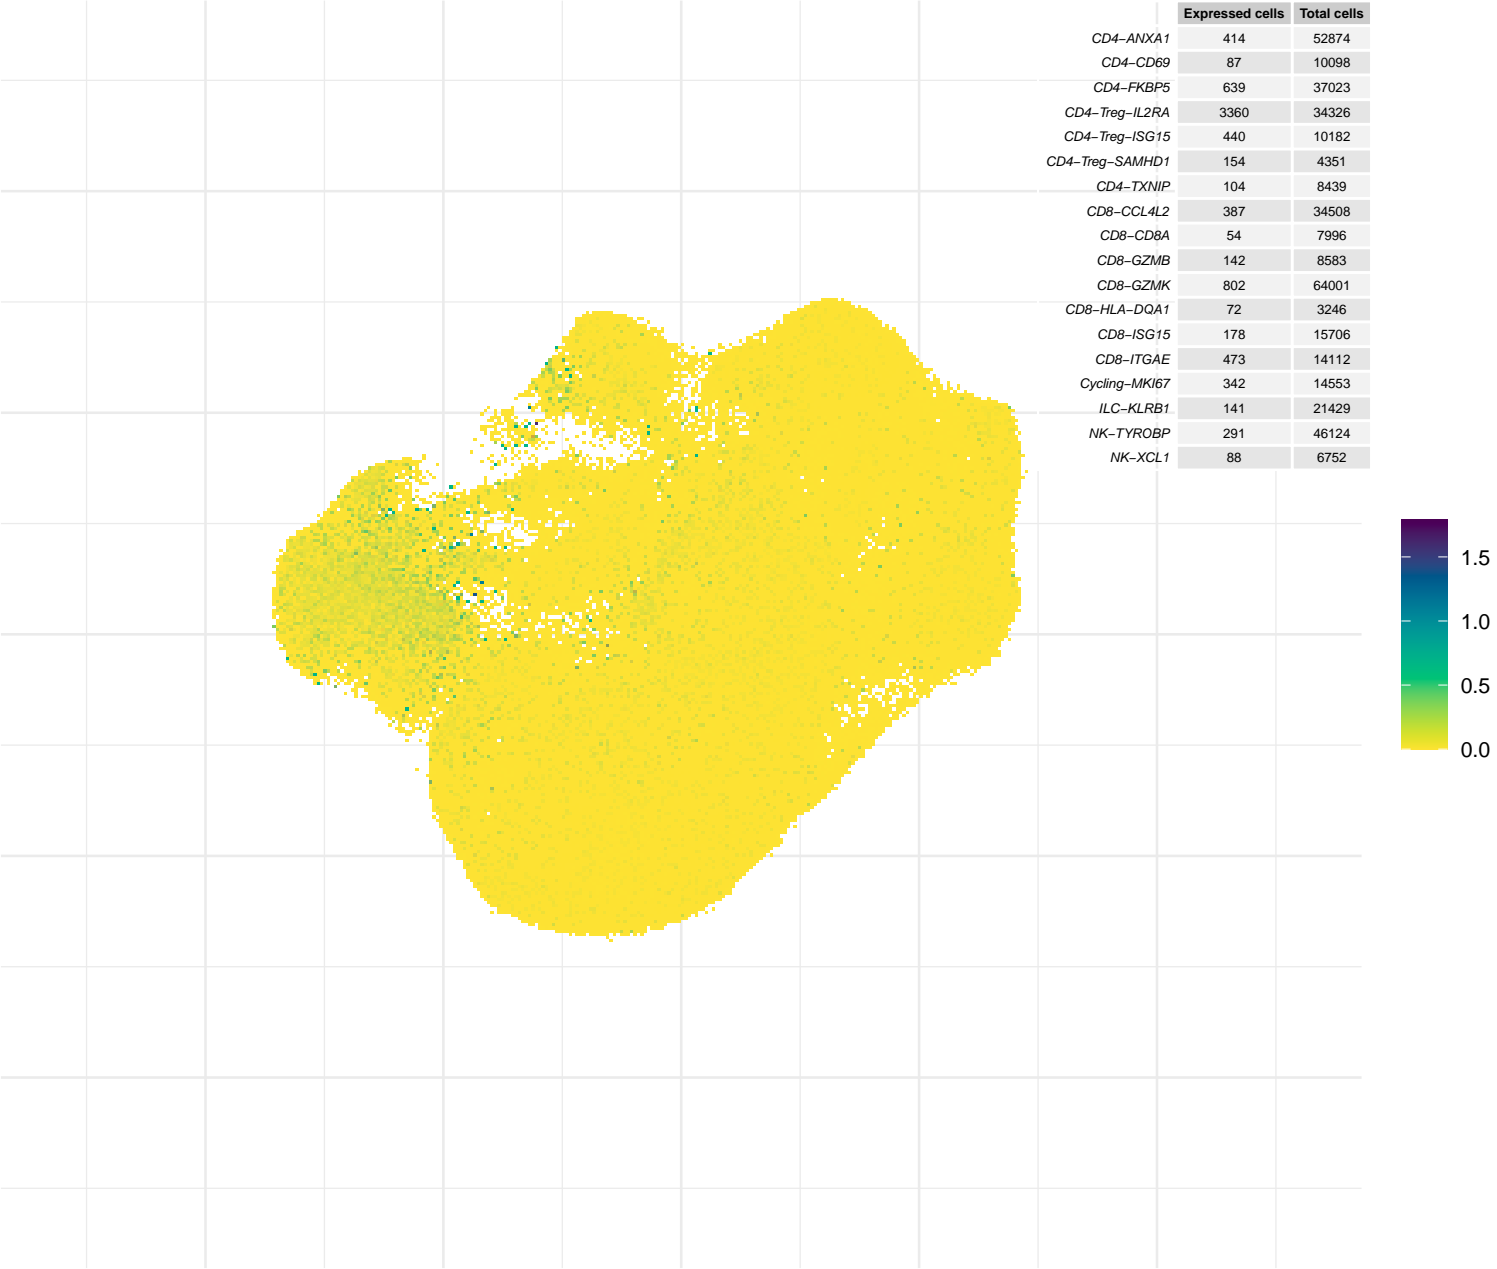 Expressed cells Total cells
CD4−ANXA1 414 52874
CD4−CD69 87 10098
CD4−FKBP5 639 37023
CD4−Treg−IL2RA 3360 34326
CD4−Treg−ISG15 440 10182
CD4−Treg−SAMHD1 154 4351
CD4−TXNIP 104 8439
CD8−CCL4L2 387 34508
CD8−CD8A 54 7996
CD8−GZMB 142 8583
CD8−GZMK 802 64001
CD8−HLA−DQA1 72 3246
CD8−ISG15 178 15706
CD8−ITGAE 473 14112
Cycling−MKI67 342 14553
ILC−KLRB1 141 21429
NK−TYROBP 291 46124
NK−XCL1 88 6752
1.5
1.0
0.5
0.0